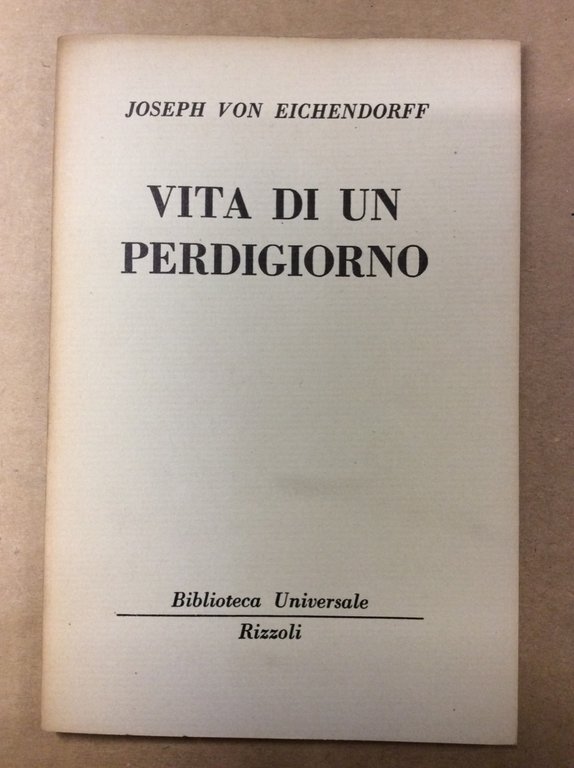 JOSEPH VON EICHENDORFF
VITA DI UN
PERDIGIORNO
Biblioteca Universale
Rizzoli